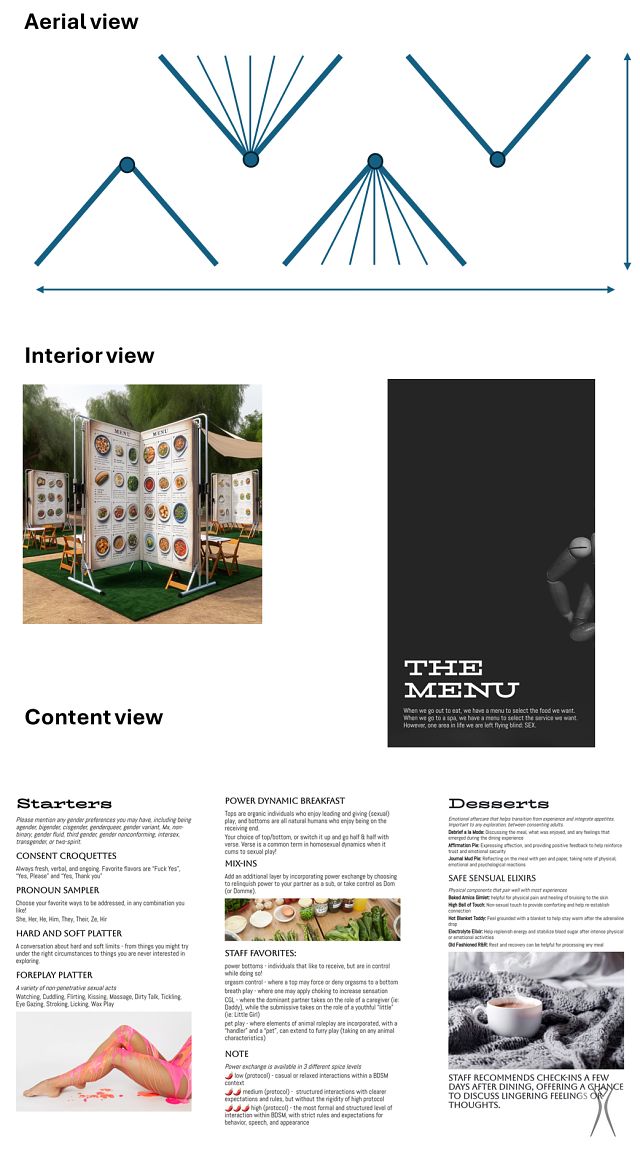 Aerial view
Interior view
MENU
MENU
THE
MENU
When we go out to eat, we have a menu to select the food we want.
When we go to a spa, we have a menu to select the service we want.
However, one area in life we are left flying blind: SEX.
Content view
Starters
Please mention any gender preferences you may have, including being
agender, bigender, cisgender, genderqueer, gender variant, Mx, non-
binary, gender fluid, third gender, gender nonconforming, intersex,
transgender, or two-spirit.
CONSENT CROQUETTES
Always fresh, verbal, and ongoing. Favorite flavors are "Fuck Yes",
"Yes, Please" and "Yes, Thank you"
PRONOUN SAMPLER
Choose your favorite ways to be addressed, in any combination you
like!
She, Her, He, Him, They, Their, Ze, Hir
HARD AND SOFT PLATTER
A conversation about hard and soft limits - from things you might try
under the right circumstances to things you are never interested in
exploring.
FOREPLAY PLATTER
A variety of non-penetrative sexual acts
Watching, Cuddling, Flirting, Kissing, Massage, Dirty Talk, Tickling,
Eye Gazing, Stroking, Licking, Wax Play
POWER DYNAMIC BREAKFAST
Tops are organic individuals who enjoy leading and giving (sexual)
play, and bottoms are all natural humans who enjoy being on the
receiving end.
Your choice of top/bottom, or switch it up and go half & half with
verse. Verse is a common term in homosexual dynamics when it
cums to sexual play!
MIX-INS
Add an additional layer by incorporating power exchange by choosing
to relinquish power to your partner as a sub, or take control as Dom
(or Domme).
STAFF FAVORITES:
power bottoms - individuals that like to receive, but are in control
while doing so!
orgasm control - where a top may force or deny orgasms to a bottom
breath play - where one may apply choking to increase sensation
CGL - where the dominant partner takes on the role of a caregiver (ie:
Daddy), while the submissive takes on the role of a youthful "little"
(ie: Little Girl)
pet play - where elements of animal roleplay are incorporated, with a
"handler" and a "pet", can extend to furry play (taking on any animal
characteristics)
NOTE
Power exchange is available in 3 different spice levels
low (protocol) - casual or relaxed interactions within a BDSM
context
medium (protocol) - structured interactions with clearer
expectations and rules, but without the rigidity of high protocol
high (protocol) - the most formal and structured level of
interaction within BDSM, with strict rules and expectations for
behavior, speech, and appearance
Desserts
Emotional aftercare that helps transition from experience and integrate appetites.
Important to any exploration, between consenting adults.
Debrief a la Mode: Discussing the meal, what was enjoyed, and any feelings that
emerged during the dining experience
Affirmation Pie: Expressing affection, and providing positive feedback to help reinforce
trust and emotional security
Journal Mud Pie: Reflecting on the meal with pen and paper, taking note of physical,
emotional and psychological reactions
SAFE SENSUAL ELIXIRS
Physical components that pair well with most experiences
Baked Arnica Gimlet: helpful for physical pain and healing of bruising to the skin
High Ball of Touch: Non-sexual touch to provide comforting and help re-establish
connection
Hot Blanket Toddy: Feel grounded with a blanket to help stay warm after the adrenaline
drop
Electrolyte Elixir: Help replenish energy and stabilize blood sugar after intense physical
or emotional activities
Old Fashioned R&R: Rest and recovery can be helpful for processing any meal
STAFF RECOMMENDS CHECK-INS A FEW
DAYS AFTER DINING, OFFERING A CHANCE
TO DISCUSS LINGERING FEELINGS OR
THOUGHTS.